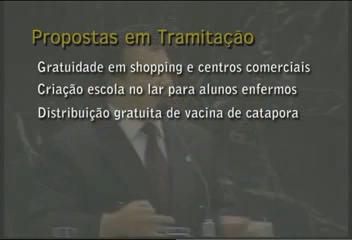 Propostas em Tramitação
Gratuidade em shopping e centros comerciais
Criação escola no lar para alunos enfermos
Distribuição gratuita de vacina de catapora